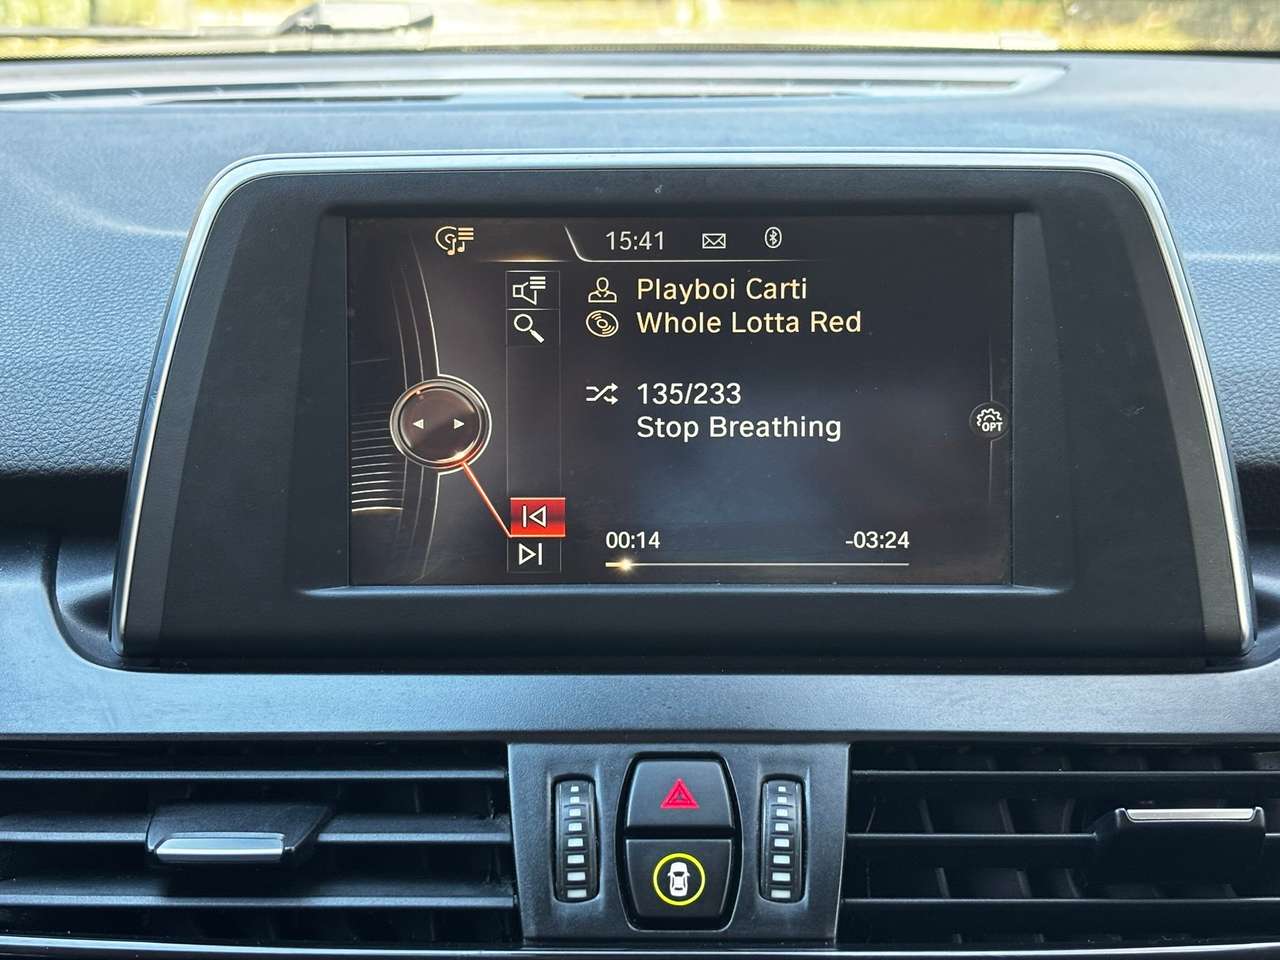 15:41
Playboi Carti
Whole Lotta Red
135/233
Stop Breathing
OPT
00:14 -03:24